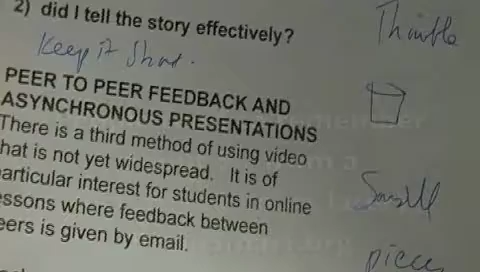 2) did I tell the story effectively?
Keep it Short.
PEER TO PEER FEEDBACK AND
ASYNCHRONOUS PRESENTATIONS
There is a third method of using video
hat is not yet widespread. It is of
articular interest for students in online
essons where feedback between
eers is given by email.
Thimble
Small
pieces